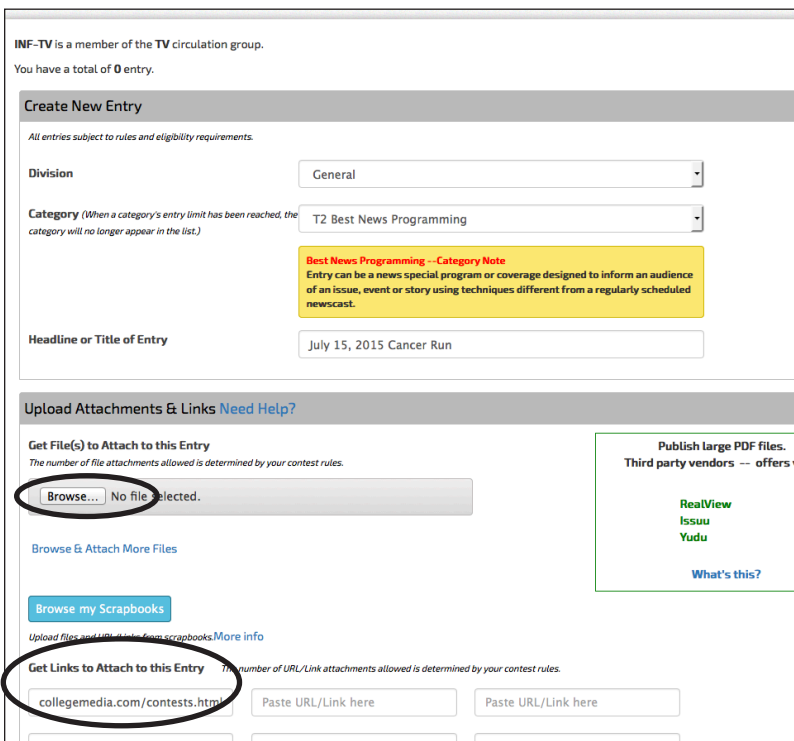 INF-TV is a member of the TV circulation group.
You have a total of 0 entry.
Create New Entry
All entries subject to rules and eligibility requirements.
Division
General
Category (When a category's entry limit has been reached, the
category will no longer appear in the list.)
T2 Best News Programming
Best News Programming --Category Note
Entry can be a news special program or coverage designed to inform an audience
of an issue, event or story using techniques different from a regularly scheduled
newscast.
Headline or Title of Entry
July 15, 2015 Cancer Run
Upload Attachments & Links Need Help?
Get File(s) to Attach to this Entry
The number of file attachments allowed is determined by your contest rules.
Browse... No file selected.
Browse & Attach More Files
Publish large PDF files.
Third party vendors -- offers
RealView
Issuu
Yudu
What's this?
Browse my Scrapbooks
Upload files and URL/Links from scrapbooks.More info
Get Links to Attach to this Entry The number of URL/Link attachments allowed is determined by your contest rules.
collegemedia.com/contests.html
Paste URL/Link here
Paste URL/Link here